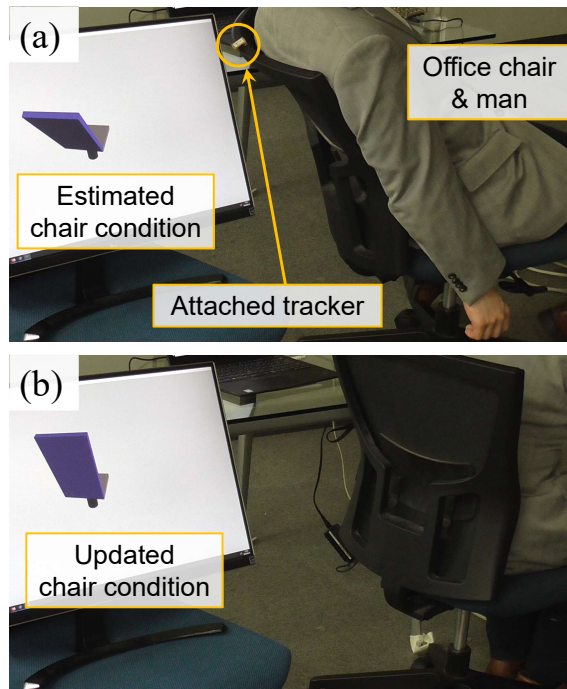 (a)
Office chair
& man
Estimated
chair condition
Attached tracker
(b)
Updated
chair condition